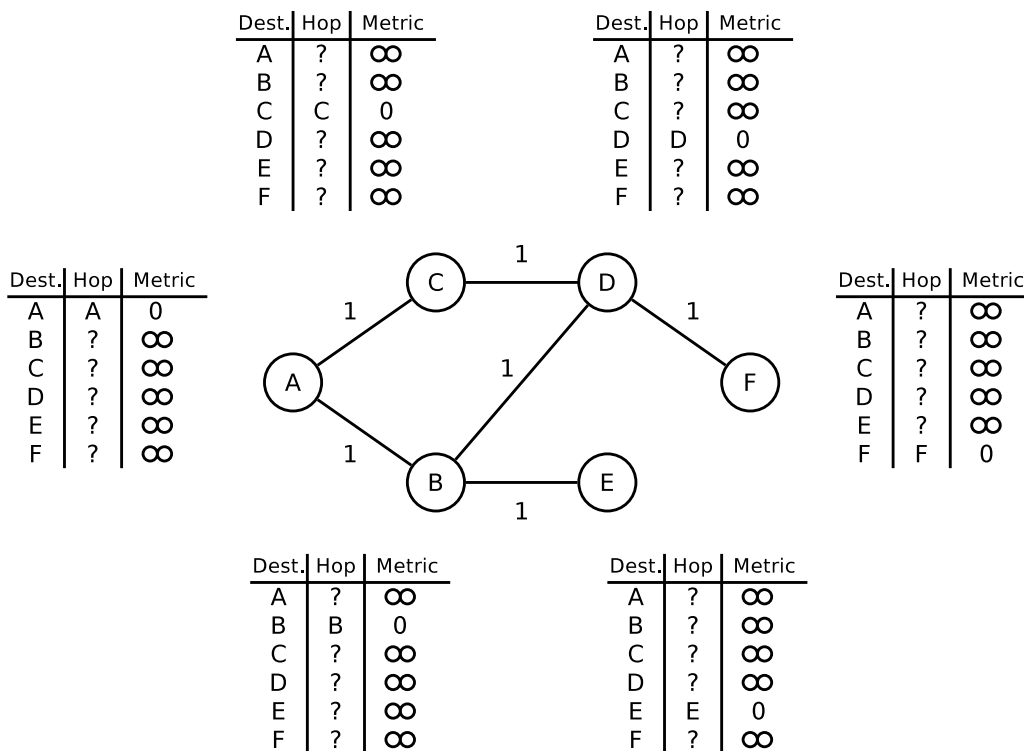 Dest. Hop Metric
A ? ∞
B ? ∞
C C 0
D ? ∞
E ? ∞
F ? ∞
Dest. Hop Metric
A ? ∞
B ? ∞
C ? ∞
D D 0
E ? ∞
F ? ∞
Dest. Hop Metric
A A 0
B ? ∞
C ? ∞
D ? ∞
E ? ∞
F ? ∞
1
C
D
1
1
1
A
F
1
B
E
1
Dest. Hop Metric
A ? ∞
B ? ∞
C ? ∞
D ? ∞
E ? ∞
F F 0
Dest. Hop Metric
A ? ∞
B B 0
C ? ∞
D ? ∞
E ? ∞
F ? ∞
Dest. Hop Metric
A ? ∞
B ? ∞
C ? ∞
D ? ∞
E E 0
F ? ∞